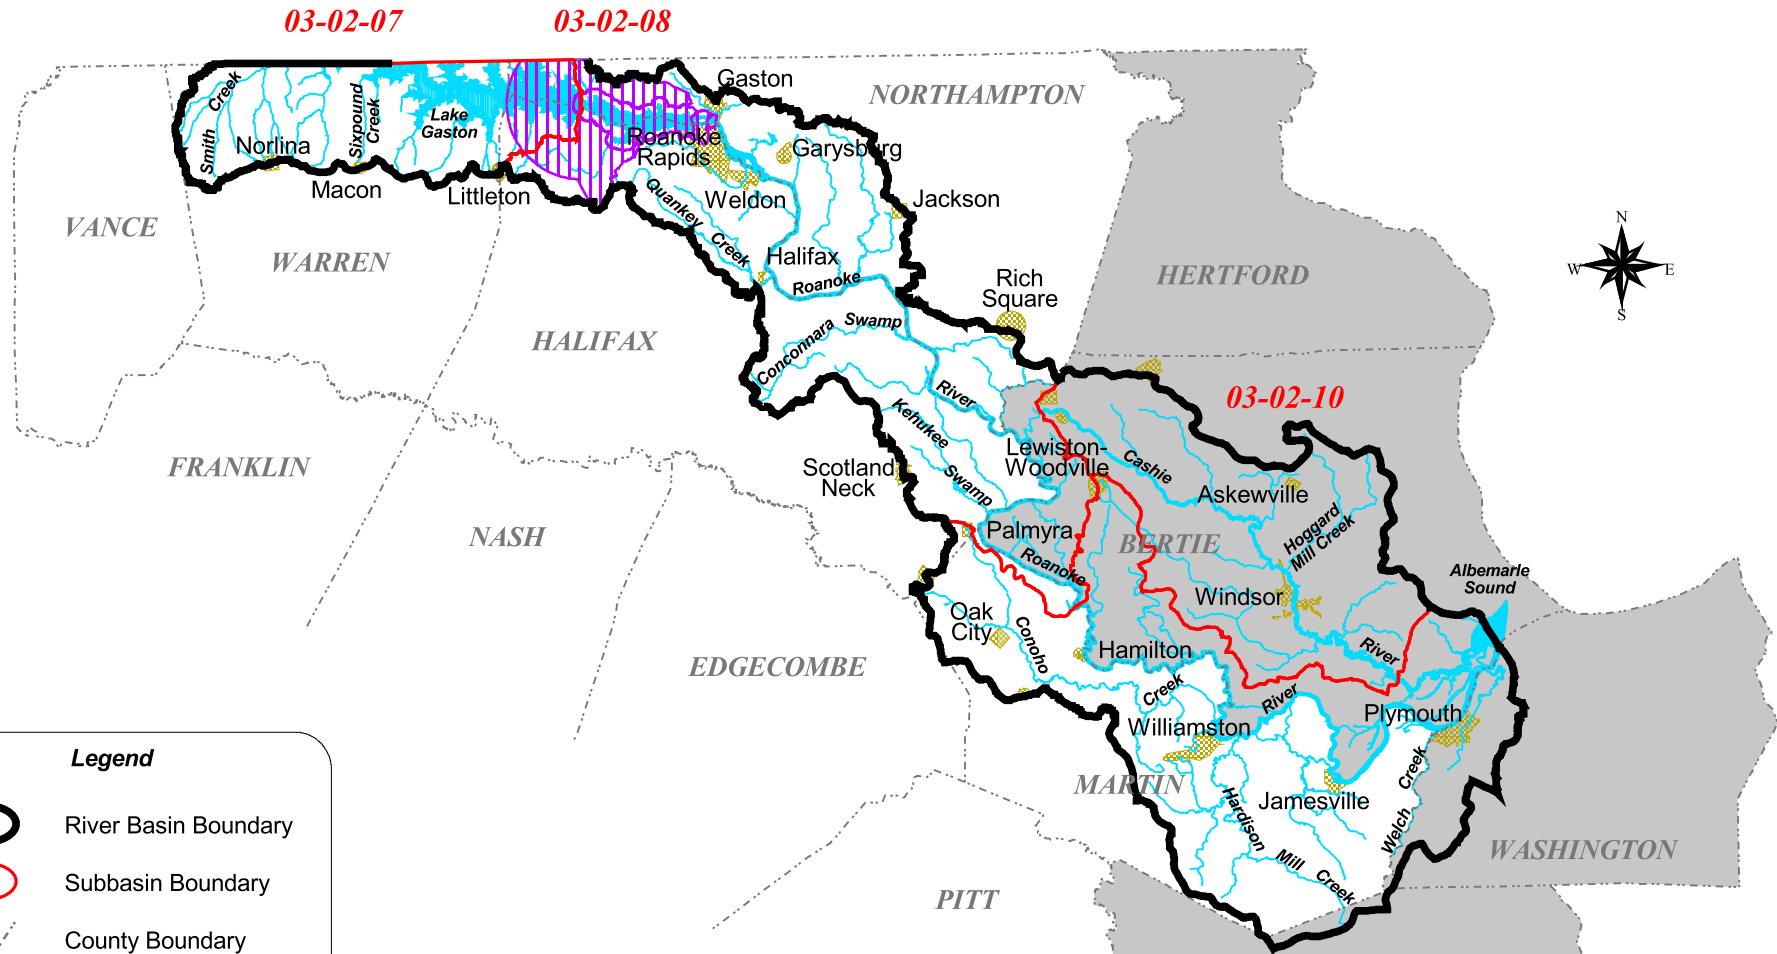 03-02-07
03-02-08
Gaston
NORTHAMPTON
Smith
Creek
Sixpound
Creek
Lake
Gaston
Norlina
Macon
Littleton
Roanoke
Rapids
Garysburg
Weldon
Jackson
Quankey
Creek
Halifax
Roanoke
VANCE
WARREN
HALIFAX
Rich
Square
HERTFORD
N
W
E
S
Conconnara
Swamp
River
03-02-10
Kehukee
Swamp
FRANKLIN
NASH
Scotland
Neck
Lewiston-
Woodville
Cashie
Askewville
Hoggard
Mill Creek
Palmyra
BERTIE
Roanoke
Albemarle
Sound
Windsor
Oak
City
Conoho
Creek
Hamilton
River
EDGECOMBE
River
Williamston
Plymouth
MARTIN
Jamesville
Hardison
Mill
Creek
Welch
Creek
WASHINGTON
PITT
Legend
River Basin Boundary
Subbasin Boundary
County Boundary